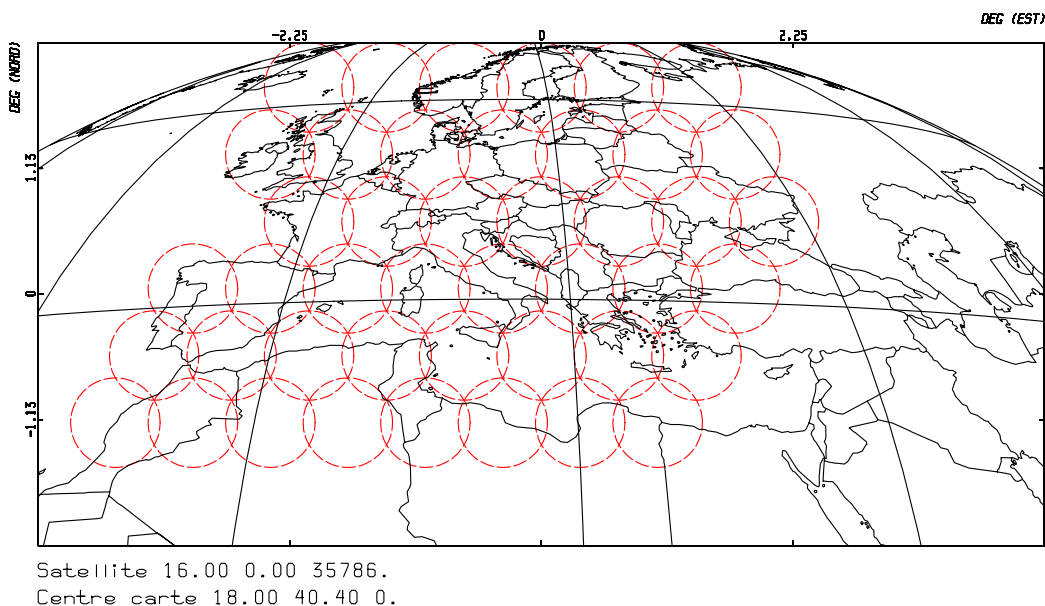 DEG (EST)
-2.25 0 2.25
DEG (NORD)
1.13
0
-1.13
Satellite 16.00 0.00 35786.
Centre carte 18.00 40.40 0.